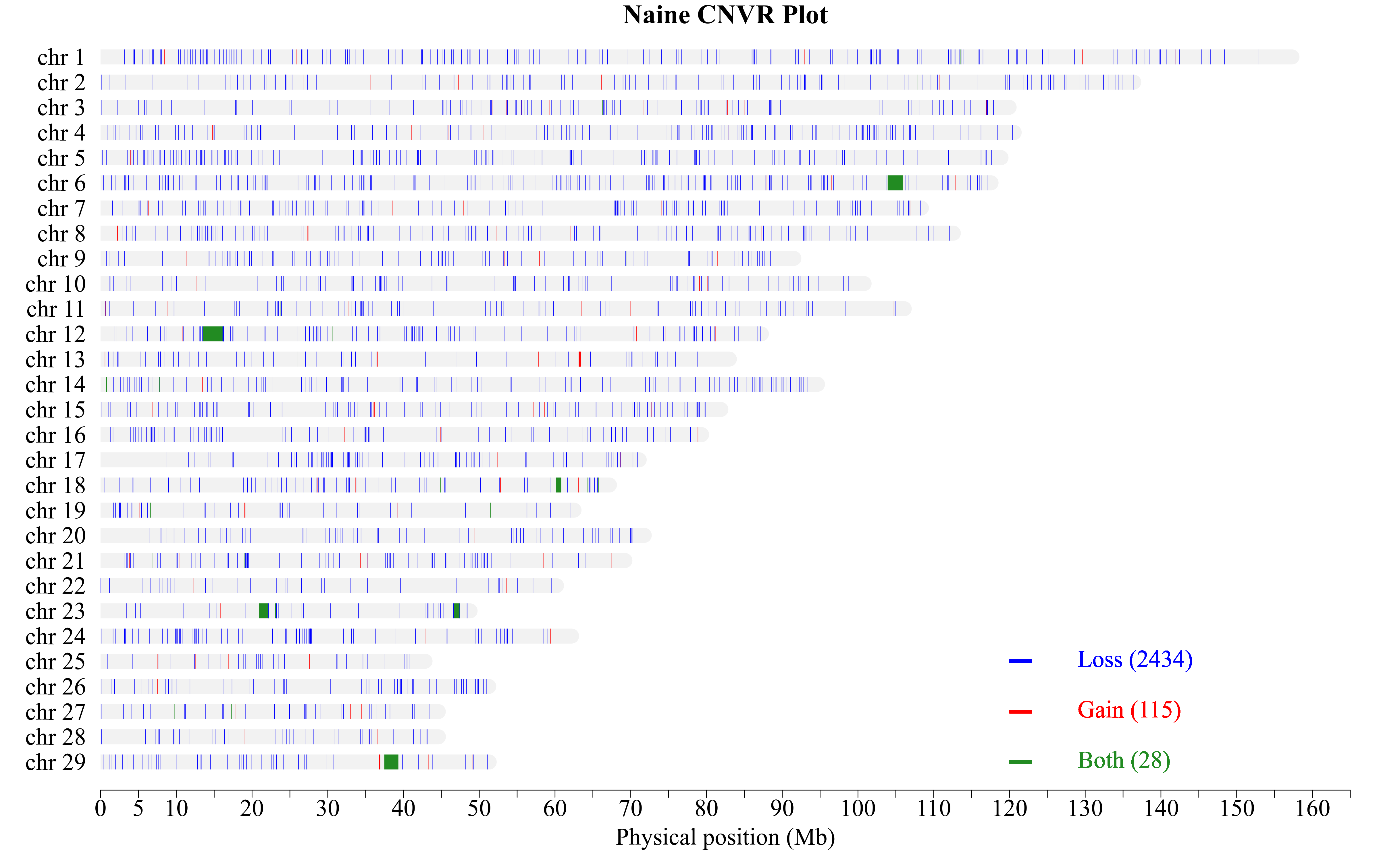 Naine CNVR Plot
chr 1
chr 2
chr 3
chr 4
chr 5
chr 6
chr 7
chr 8
chr 9
chr 10
chr 11
chr 12
chr 13
chr 14
chr 15
chr 16
chr 17
chr 18
chr 19
chr 20
chr 21
chr 22
chr 23
chr 24
chr 25
chr 26
chr 27
chr 28
chr 29
Loss (2434)
Gain (115)
Both (28)
0 5 10 20 30 40 50 60 70 80 90 100 110 120 130 140 150 160
Physical position (Mb)